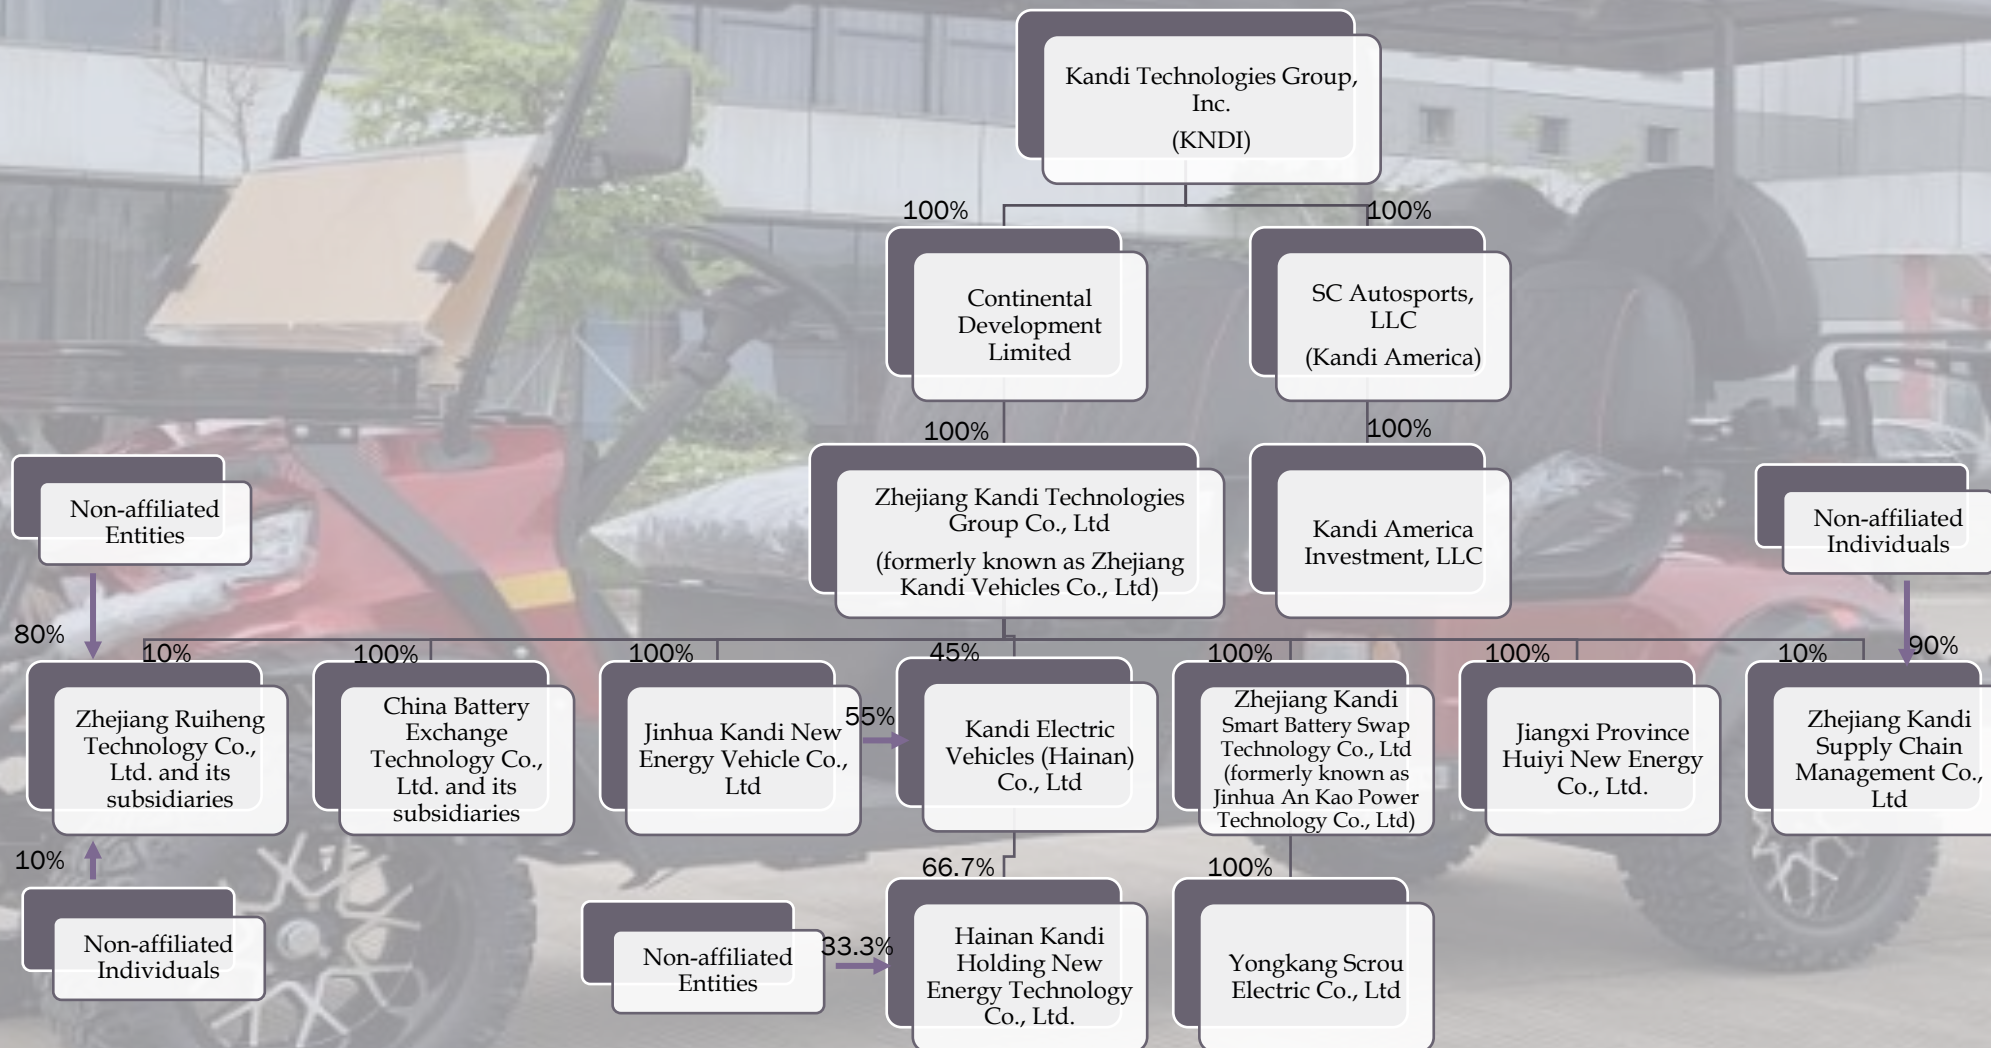 Kandi Technologies Group,
Inc.
(KNDI)
100%
100%
Continental
Development
Limited
SC Autosports,
LLC
(Kandi America)
100%
100%
Zhejiang Kandi Technologies
Group Co., Ltd
(formerly known as Zhejiang
Kandi Vehicles Co., Ltd)
Kandi America
Investment, LLC
Non-affiliated
Entities
Non-affiliated
Individuals
80%
10%
100%
100%
45%
100%
100%
10%
90%
Zhejiang Ruiheng
Technology Co.,
Ltd. and its
subsidiaries
China Battery
Exchange
Technology Co.,
Ltd. and its
subsidiaries
Jinhua Kandi New
Energy Vehicle Co.,
Ltd
55%
Kandi Electric
Vehicles (Hainan)
Co., Ltd
Zhejiang Kandi
Smart Battery Swap
Technology Co., Ltd
(formerly known as
Jinhua An Kao Power
Technology Co., Ltd)
Jiangxi Province
Huiyi New Energy
Co., Ltd.
Zhejiang Kandi
Supply Chain
Management Co.,
Ltd
10%
66.7%
100%
Non-affiliated
Individuals
Non-affiliated
Entities
33.3%
Hainan Kandi
Holding New
Energy Technology
Co., Ltd.
Yongkang Scrou
Electric Co., Ltd